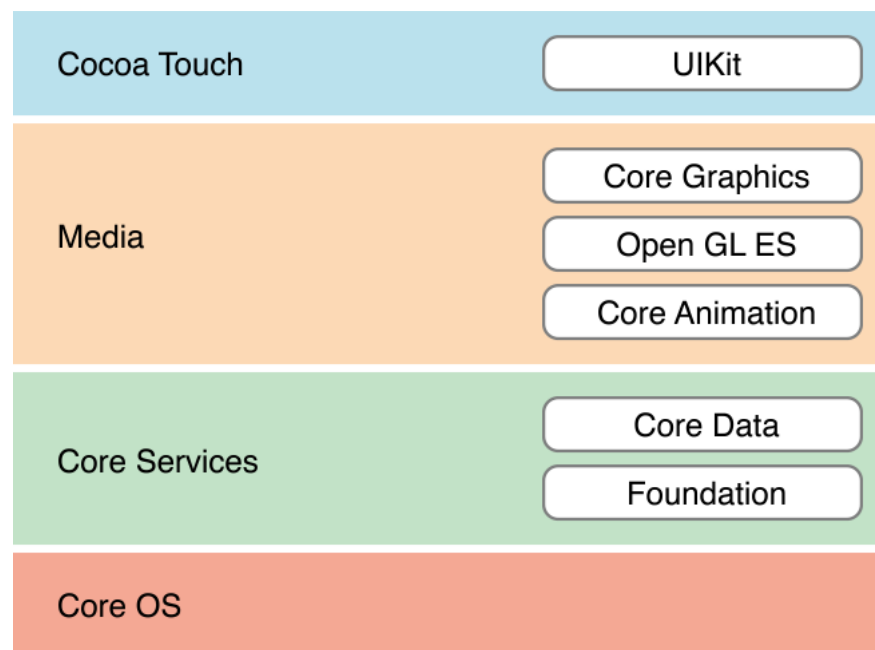 Cocoa Touch
UIKit
Media
Core Graphics
Open GL ES
Core Animation
Core Services
Core Data
Foundation
Core OS